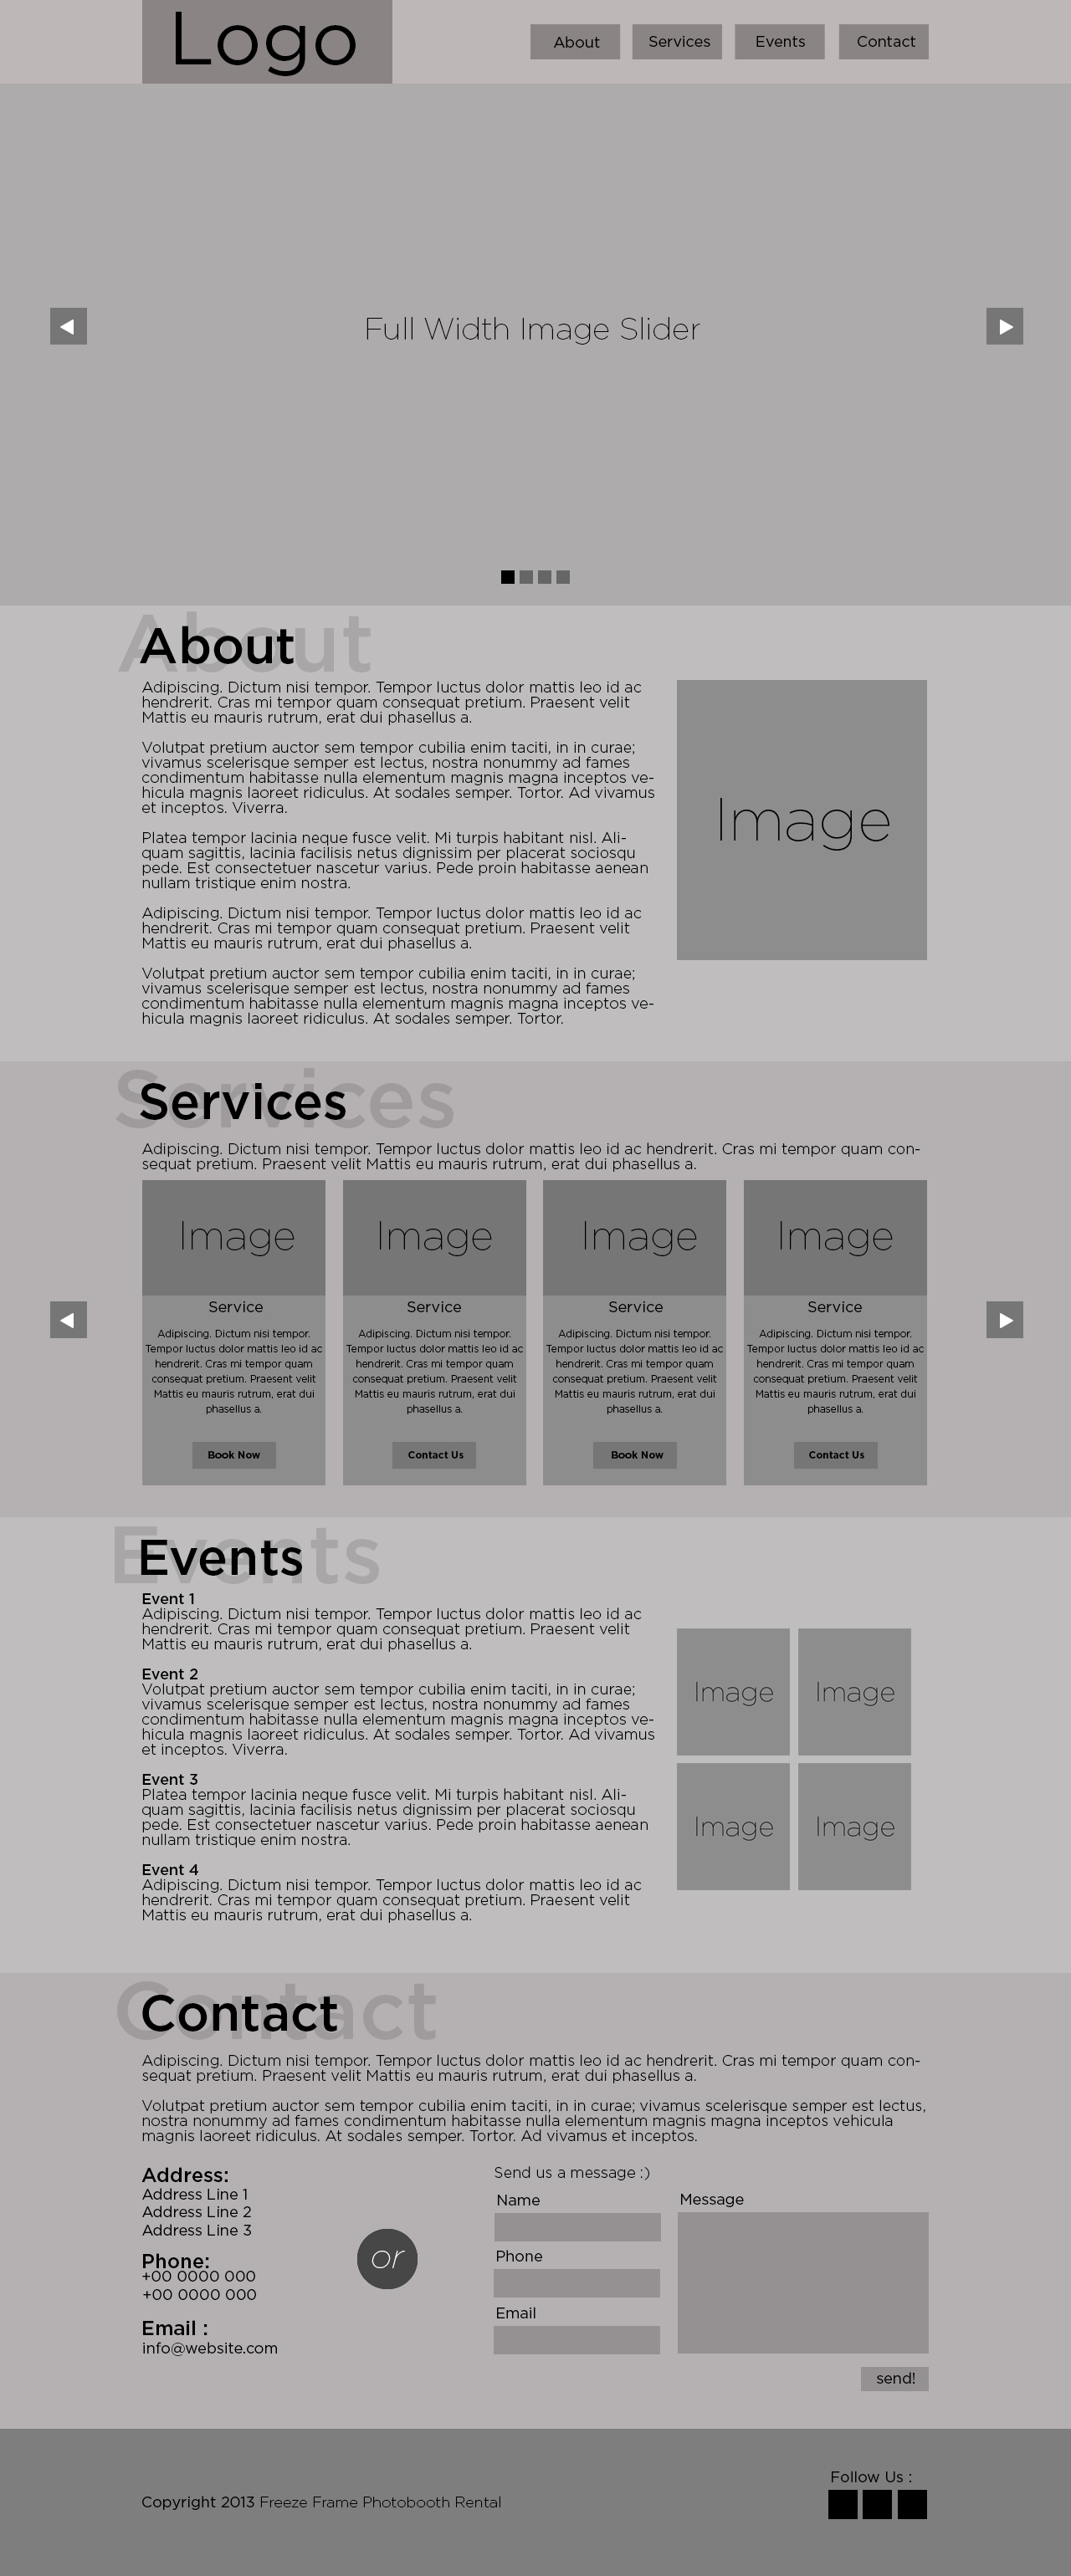 Logo
About
Services
Events
Contact
Full Width Image Slider
About
About
Adipiscing. Dictum nisi tempor. Tempor luctus dolor mattis leo id ac
hendrerit. Cras mi tempor quam consequat pretium. Praesent velit
Mattis eu mauris rutrum, erat dui phasellus a.
Volutpat pretium auctor sem tempor cubilia enim taciti, in in curae;
vivamus scelerisque semper est lectus, nostra nonummy ad fames
condimentum habitasse nulla elementum magnis magna inceptos ve-
hicula magnis laoreet ridiculus. At sodales semper. Tortor. Ad vivamus
et inceptos. Viverra.
Platea tempor lacinia neque fusce velit. Mi turpis habitant nisl. Ali-
quam sagittis, lacinia facilisis netus dignissim per placerat sociosqu
pede. Est consectetuer nascetur varius. Pede proin habitasse aenean
nullam tristique enim nostra.
Adipiscing. Dictum nisi tempor. Tempor luctus dolor mattis leo id ac
hendrerit. Cras mi tempor quam consequat pretium. Praesent velit
Mattis eu mauris rutrum, erat dui phasellus a.
Volutpat pretium auctor sem tempor cubilia enim taciti, in in curae;
vivamus scelerisque semper est lectus, nostra nonummy ad fames
condimentum habitasse nulla elementum magnis magna inceptos ve-
hicula magnis laoreet ridiculus. At sodales semper. Tortor.
Image
Services
Services
Adipiscing. Dictum nisi tempor. Tempor luctus dolor mattis leo id ac hendrerit. Cras mi tempor quam con-
sequat pretium. Praesent velit Mattis eu mauris rutrum, erat dui phasellus a.
Image
Service
Adipiscing. Dictum nisi tempor.
Tempor luctus dolor mattis leo id ac
hendrerit. Cras mi tempor quam
consequat pretium. Praesent velit
Mattis eu mauris rutrum, erat dui
phasellus a.
Book Now
Image
Service
Adipiscing. Dictum nisi tempor.
Tempor luctus dolor mattis leo id ac
hendrerit. Cras mi tempor quam
consequat pretium. Praesent velit
Mattis eu mauris rutrum, erat dui
phasellus a.
Contact Us
Image
Service
Adipiscing. Dictum nisi tempor.
Tempor luctus dolor mattis leo id ac
hendrerit. Cras mi tempor quam
consequat pretium. Praesent velit
Mattis eu mauris rutrum, erat dui
phasellus a.
Book Now
Image
Service
Adipiscing. Dictum nisi tempor.
Tempor luctus dolor mattis leo id ac
hendrerit. Cras mi tempor quam
consequat pretium. Praesent velit
Mattis eu mauris rutrum, erat dui
phasellus a.
Contact Us
Events
Events
Event 1
Adipiscing. Dictum nisi tempor. Tempor luctus dolor mattis leo id ac
hendrerit. Cras mi tempor quam consequat pretium. Praesent velit
Mattis eu mauris rutrum, erat dui phasellus a.
Event 2
Volutpat pretium auctor sem tempor cubilia enim taciti, in in curae;
vivamus scelerisque semper est lectus, nostra nonummy ad fames
condimentum habitasse nulla elementum magnis magna inceptos ve-
hicula magnis laoreet ridiculus. At sodales semper. Tortor. Ad vivamus
et inceptos. Viverra.
Event 3
Platea tempor lacinia neque fusce velit. Mi turpis habitant nisl. Ali-
quam sagittis, lacinia facilisis netus dignissim per placerat sociosqu
pede. Est consectetuer nascetur varius. Pede proin habitasse aenean
nullam tristique enim nostra.
Event 4
Adipiscing. Dictum nisi tempor. Tempor luctus dolor mattis leo id ac
hendrerit. Cras mi tempor quam consequat pretium. Praesent velit
Mattis eu mauris rutrum, erat dui phasellus a.
Image
Image
Image
Image
Contact
Contact
Adipiscing. Dictum nisi tempor. Tempor luctus dolor mattis leo id ac hendrerit. Cras mi tempor quam con-
sequat pretium. Praesent velit Mattis eu mauris rutrum, erat dui phasellus a.
Volutpat pretium auctor sem tempor cubilia enim taciti, in in curae; vivamus scelerisque semper est lectus,
nostra nonummy ad fames condimentum habitasse nulla elementum magnis magna inceptos vehicula
magnis laoreet ridiculus. At sodales semper. Tortor. Ad vivamus et inceptos.
Address:
Address Line 1
Address Line 2
Address Line 3
Phone:
+00 0000 000
+00 0000 000
Email :
info@website.com
or
Send us a message :)
Name
Phone
Email
Message
send!
Copyright 2013 Freeze Frame Photobooth Rental
Follow Us :